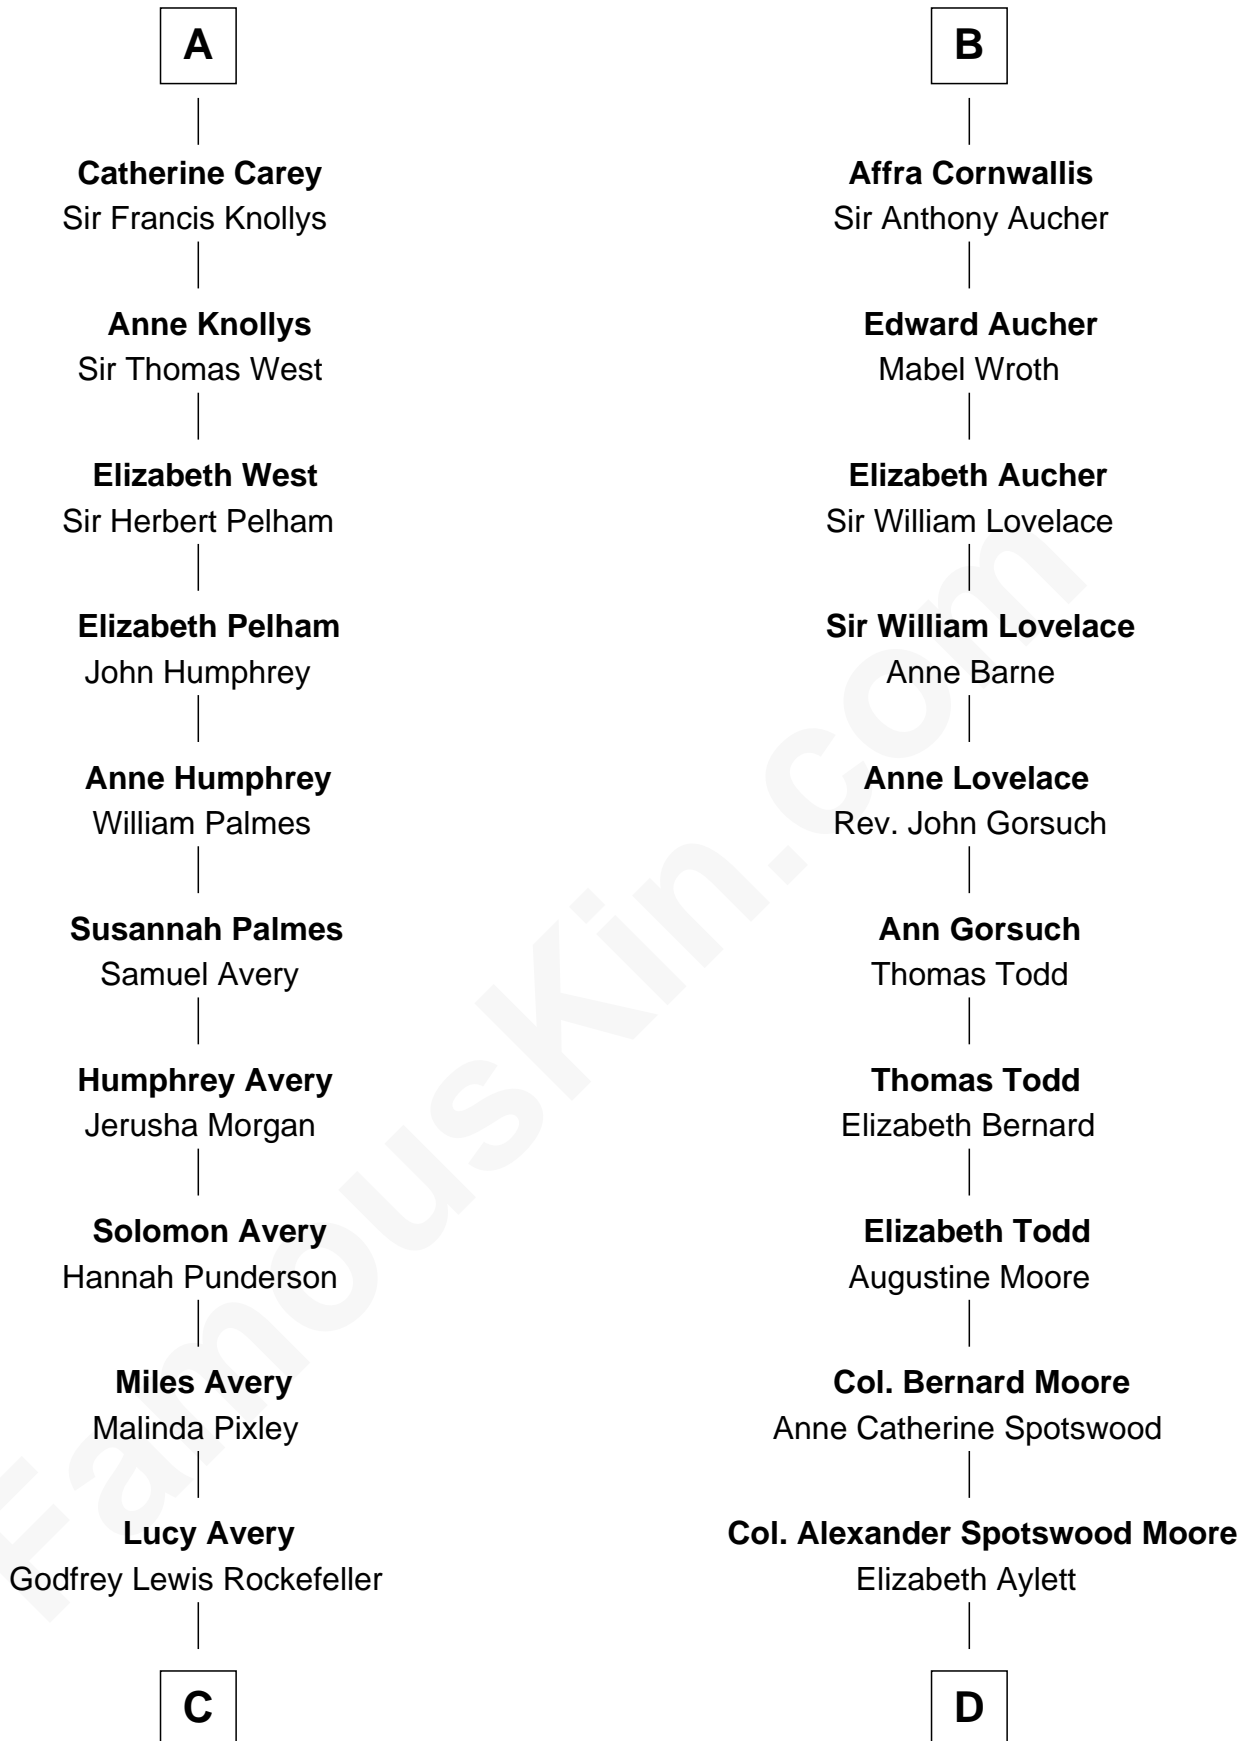 A
Catherine Carey
Sir Francis Knollys
Anne Knollys
Sir Thomas West
Elizabeth West
Sir Herbert Pelham
Elizabeth Pelham
John Humphrey
Anne Humphrey
William Palmes
Susannah Palmes
Samuel Avery
Humphrey Avery
Jerusha Morgan
Solomon Avery
Hannah Punderson
Miles Avery
Malinda Pixley
Lucy Avery
Godfrey Lewis Rockefeller
C
B
Affra Cornwallis
Sir Anthony Aucher
Edward Aucher
Mabel Wroth
Elizabeth Aucher
Sir William Lovelace
Sir William Lovelace
Anne Barne
Anne Lovelace
Rev. John Gorsuch
Ann Gorsuch
Thomas Todd
Thomas Todd
Elizabeth Bernard
Elizabeth Todd
Augustine Moore
Col. Bernard Moore
Anne Catherine Spotswood
Col. Alexander Spotswood Moore
Elizabeth Aylett
D
FamousKin.com